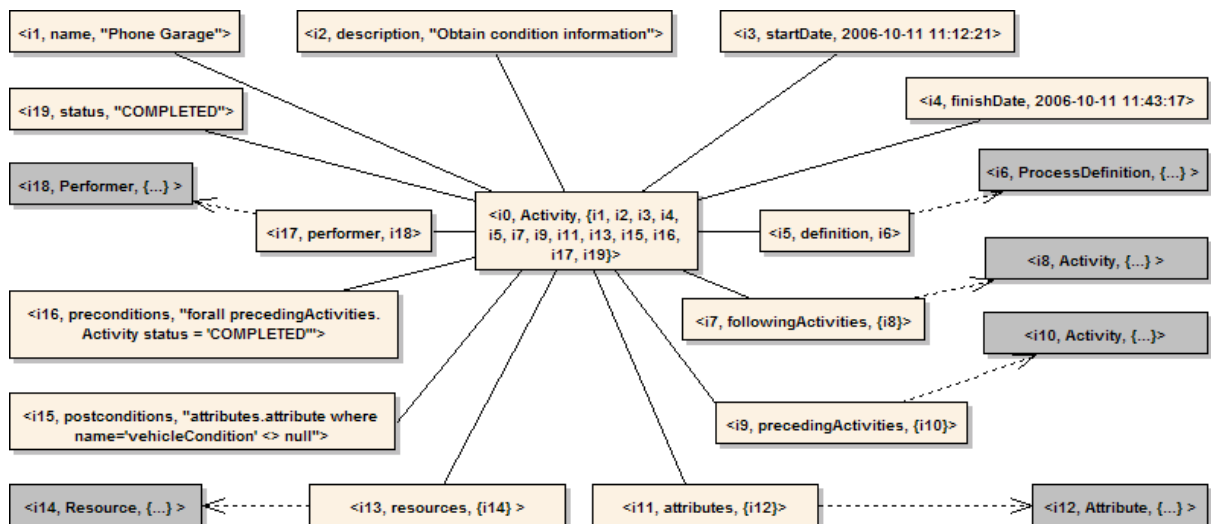 <i1, name, "Phone Garage">
<i2, description, "Obtain condition information">
<i3, startDate, 2006-10-11 11:12:21>
<i19, status, "COMPLETED">
<i4, finishDate, 2006-10-11 11:43:17>
<i18, Performer, {...} >
<i6, ProcessDefinition, {...} >
<i17, performer, i18>
<i0, Activity, {i1, i2, i3, i4,
i5, i7, i9, i11, i13, i15, i16,
i17, i19}>
<i5, definition, i6>
<i8, Activity, {...} >
<i16, preconditions, "forall precedingActivities.
Activity status = 'COMPLETED'">
<i7, followingActivities, {i8}>
<i10, Activity, {...}>
<i15, postconditions, "attributes.attribute where
name='vehicleCondition' <> null">
<i9, precedingActivities, {i10}>
<i14, Resource, {...} >
<i13, resources, {i14} >
<i11, attributes, {i12}>
<i12, Attribute, {...} >